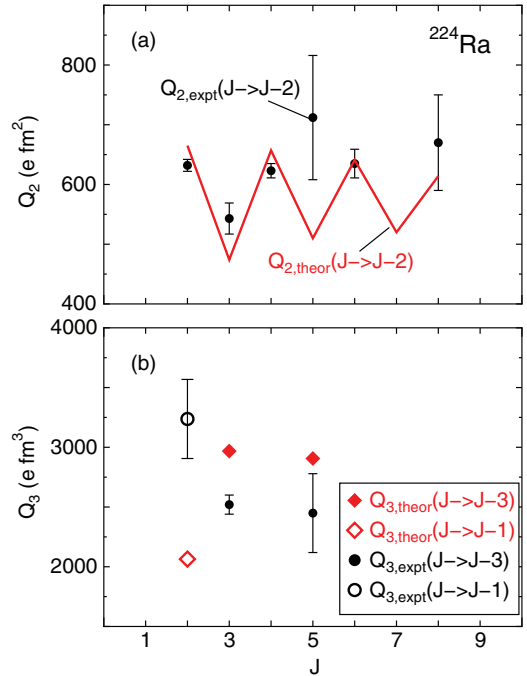 (a)
²²⁴Ra
Q2,expt(J−>J−2)
Q2,theor(J−>J−2)
Q2 (e fm²)
800
600
400
(b)
Q3 (e fm³)
4000
3000
2000
Q3,theor(J−>J−3)
Q3,theor(J−>J−1)
Q3,expt(J−>J−3)
Q3,expt(J−>J−1)
1 3 5 7 9
J